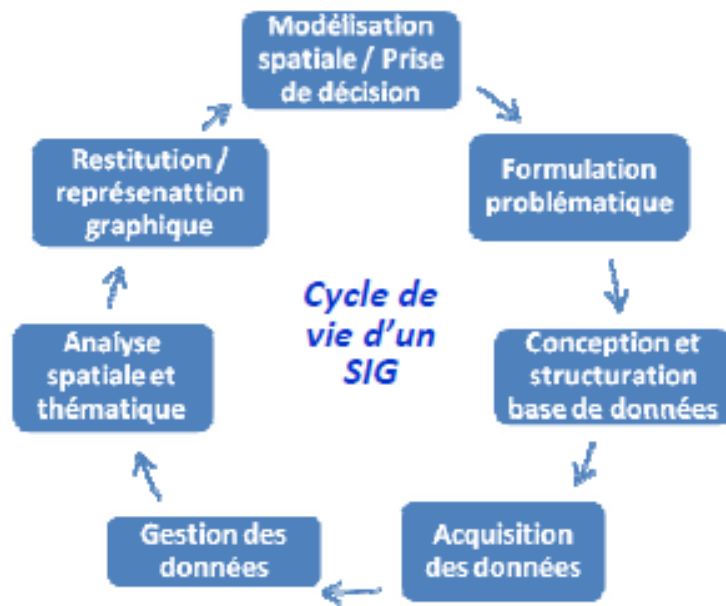 Modélisation
spatiale / Prise
de décision
Formulation
problématique
Conception et
structuration
base de données
Acquisition
des données
Gestion des
données
Analyse
spatiale et
thématique
Restitution /
représenattion
graphique
Cycle de
vie d'un
SIG